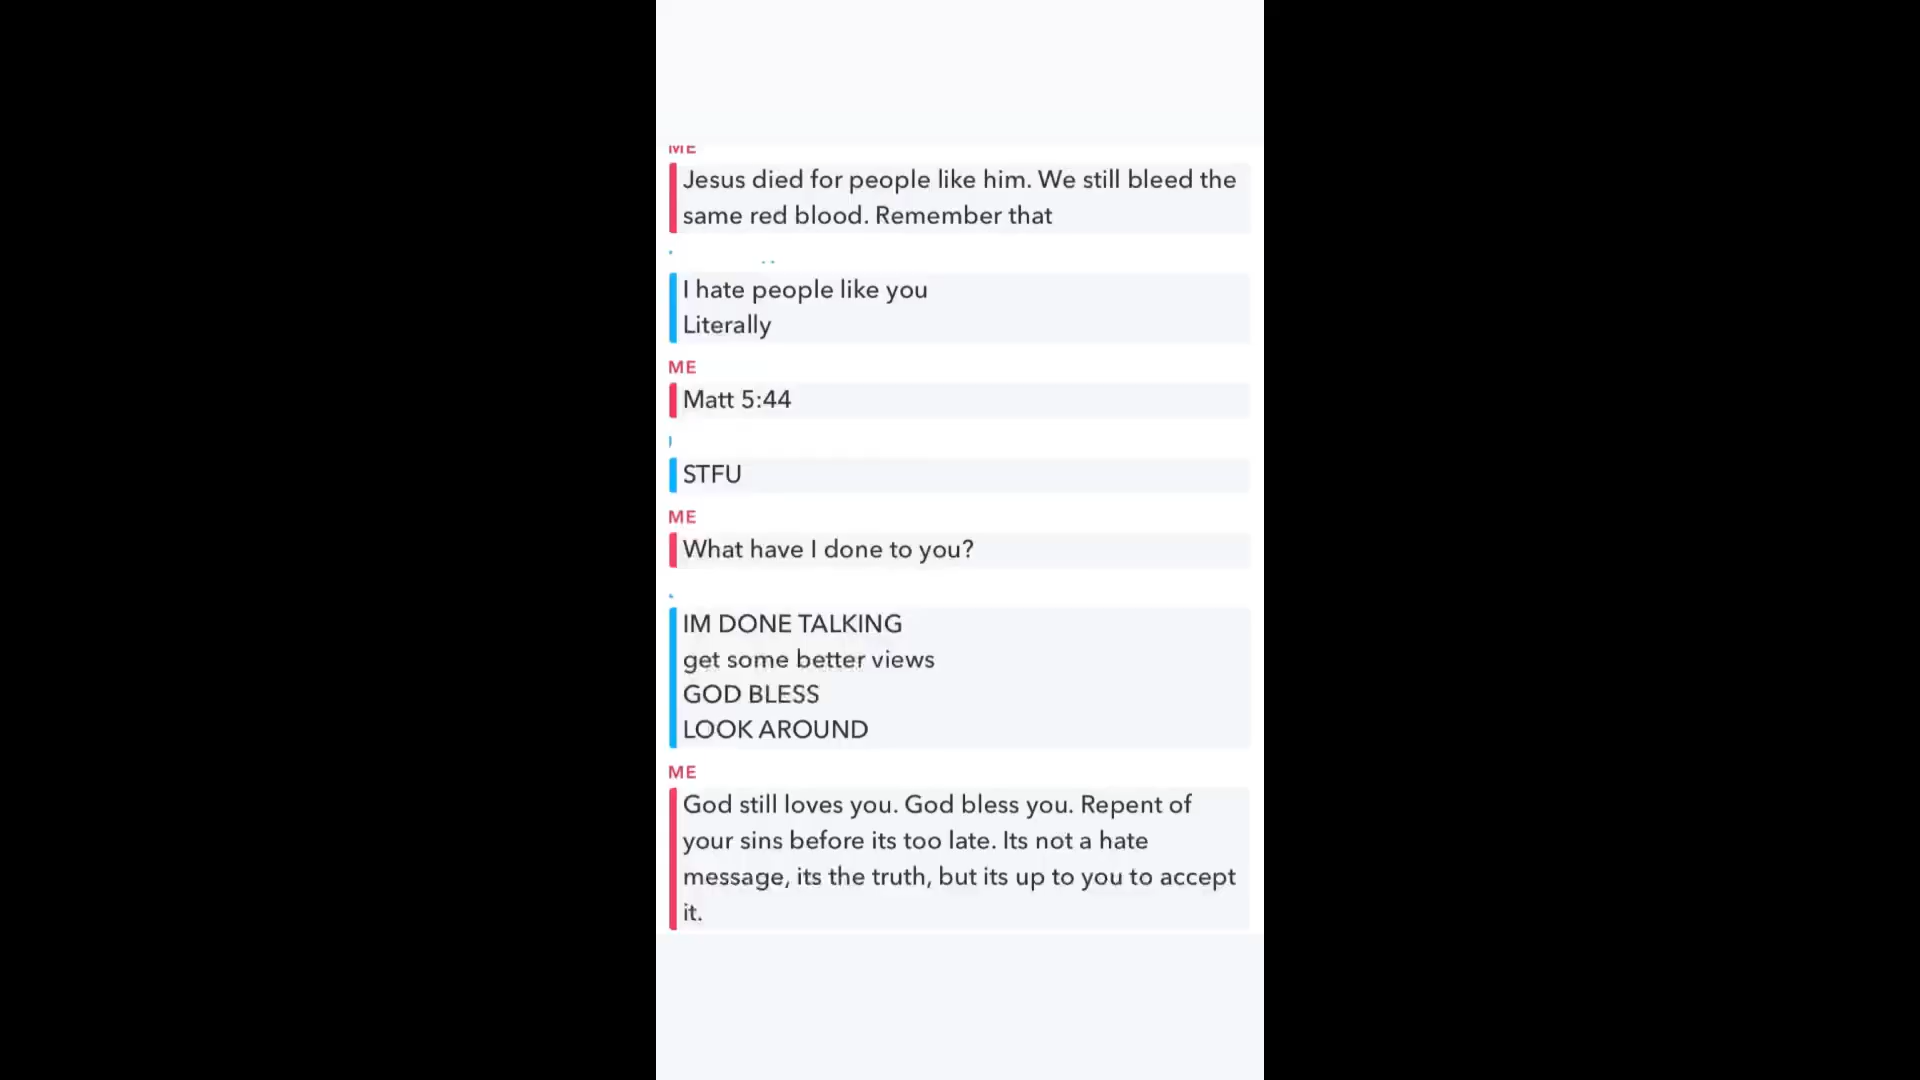 ME
Jesus died for people like him. We still bleed the
same red blood. Remember that
I hate people like you
Literally
ME
Matt 5:44
STFU
ME
What have I done to you?
IM DONE TALKING
get some better views
GOD BLESS
LOOK AROUND
ME
God still loves you. God bless you. Repent of
your sins before its too late. Its not a hate
message, its the truth, but its up to you to accept
it.